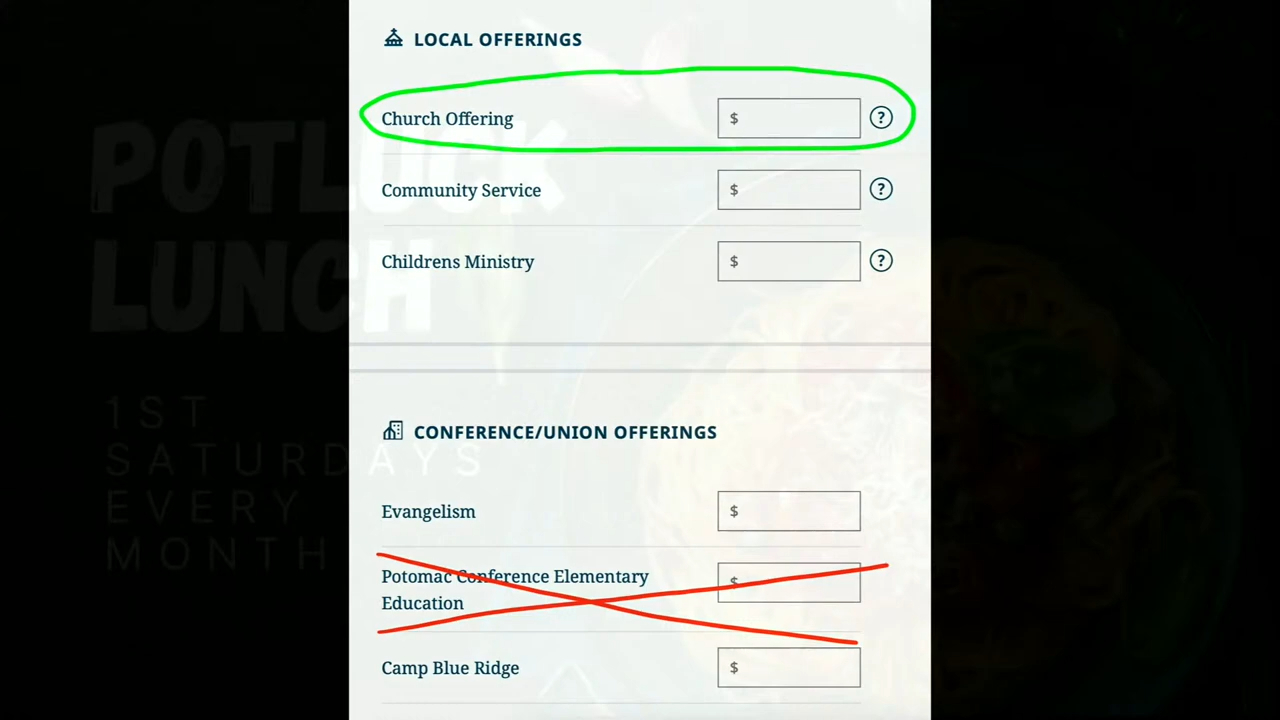 LOCAL OFFERINGS
Church Offering $ ?
Community Service $ ?
Childrens Ministry $ ?
CONFERENCE/UNION OFFERINGS
Evangelism $
Potomac Conference Elementary
Education $
Camp Blue Ridge $
POTLUCK
LUNCH
1ST
SATURDAYS
EVERY
MONTH